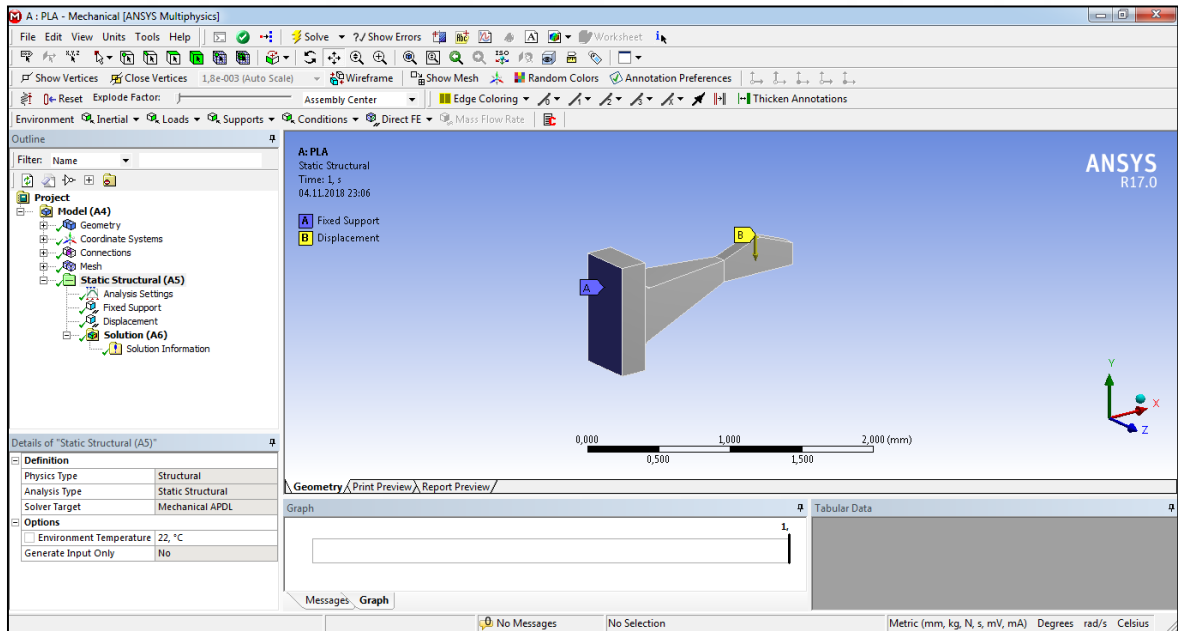 A : PLA - Mechanical [ANSYS Multiphysics]
File Edit View Units Tools Help Solve ?/ Show Errors Worksheet
Show Vertices Close Vertices 1,8e-003 (Auto Scale) Wireframe Show Mesh Random Colors Annotation Preferences
Reset Explode Factor: Assembly Center Edge Coloring Thicken Annotations
Environment Inertial Loads Supports Conditions Direct FE Mass Flow Rate
Outline
Filter: Name
Project
Model (A4)
Geometry
Coordinate Systems
Connections
Mesh
Static Structural (A5)
Analysis Settings
Fixed Support
Displacement
Solution (A6)
Solution Information
A: PLA
Static Structural
Time: 1, s
04.11.2018 23:06
A Fixed Support
B Displacement
ANSYS
R17.0
B
A
Y
X
Z
0,000 1,000 2,000 (mm)
0,500 1,500
Geometry Print Preview Report Preview
Details of "Static Structural (A5)"
Definition
Physics Type Structural
Analysis Type Static Structural
Solver Target Mechanical APDL
Options
Environment Temperature 22, °C
Generate Input Only No
Graph
1,
Messages Graph
Tabular Data
0 No Messages No Selection Metric (mm, kg, N, s, mV, mA) Degrees rad/s Celsius